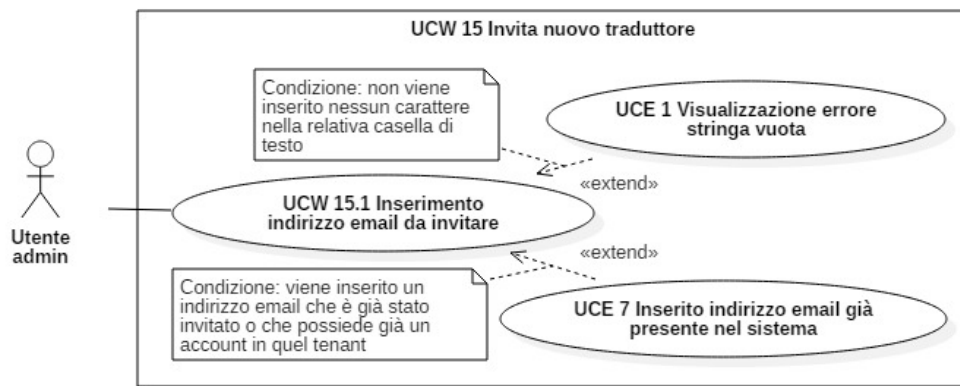 UCW 15 Invita nuovo traduttore
Condizione: non viene
inserito nessun carattere
nella relativa casella di
testo
UCE 1 Visualizzazione errore
stringa vuota
«extend»
UCW 15.1 Inserimento
indirizzo email da invitare
Utente
admin
«extend»
Condizione: viene inserito un
indirizzo email che è già stato
invitato o che possiede già un
account in quel tenant
UCE 7 Inserito indirizzo email già
presente nel sistema